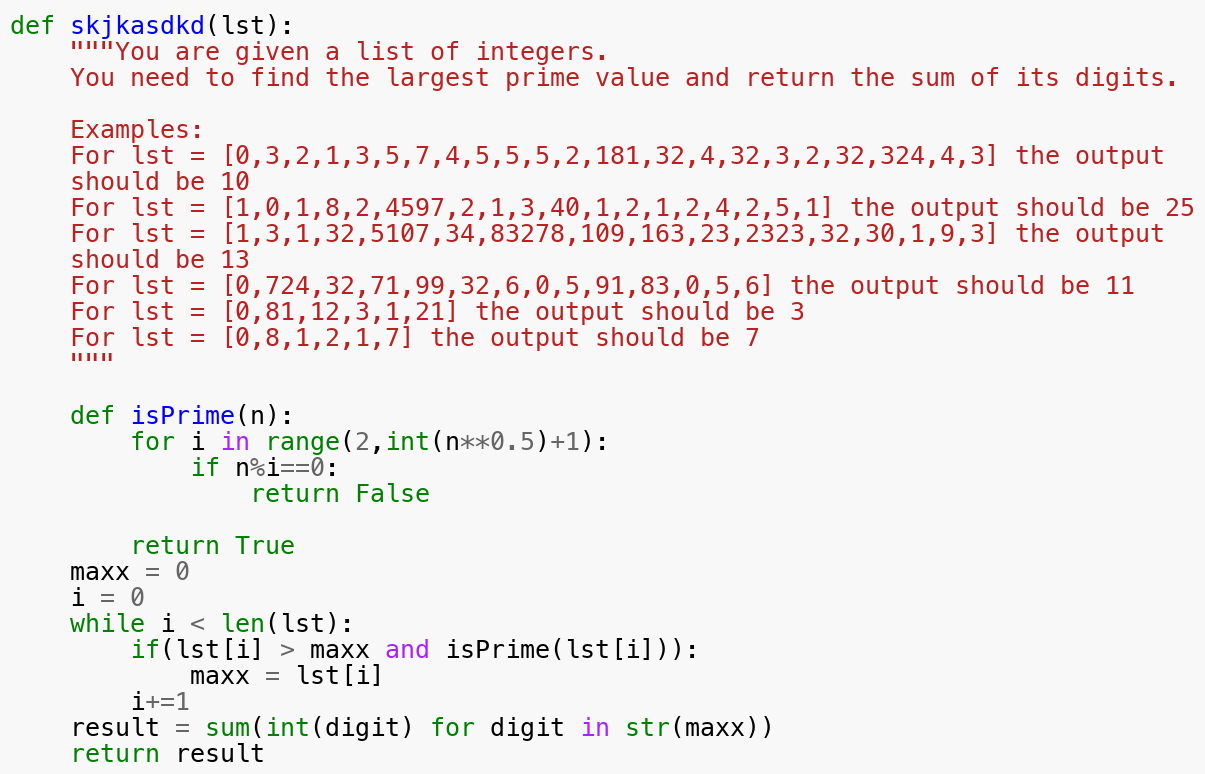 def skjkasdkd(lst):
    """You are given a list of integers.
    You need to find the largest prime value and return the sum of its digits.

    Examples:
    For lst = [0,3,2,1,3,5,7,4,5,5,5,2,181,32,4,32,3,2,32,324,4,3] the output
    should be 10
    For lst = [1,0,1,8,2,4597,2,1,3,40,1,2,1,2,4,2,5,1] the output should be 25
    For lst = [1,3,1,32,5107,34,83278,109,163,23,2323,32,30,1,9,3] the output
    should be 13
    For lst = [0,724,32,71,99,32,6,0,5,91,83,0,5,6] the output should be 11
    For lst = [0,81,12,3,1,21] the output should be 3
    For lst = [0,8,1,2,1,7] the output should be 7
    """

    def isPrime(n):
        for i in range(2,int(n**0.5)+1):
            if n%i==0:
                return False

        return True
    maxx = 0
    i = 0
    while i < len(lst):
        if(lst[i] > maxx and isPrime(lst[i])):
            maxx = lst[i]
        i+=1
    result = sum(int(digit) for digit in str(maxx))
    return result